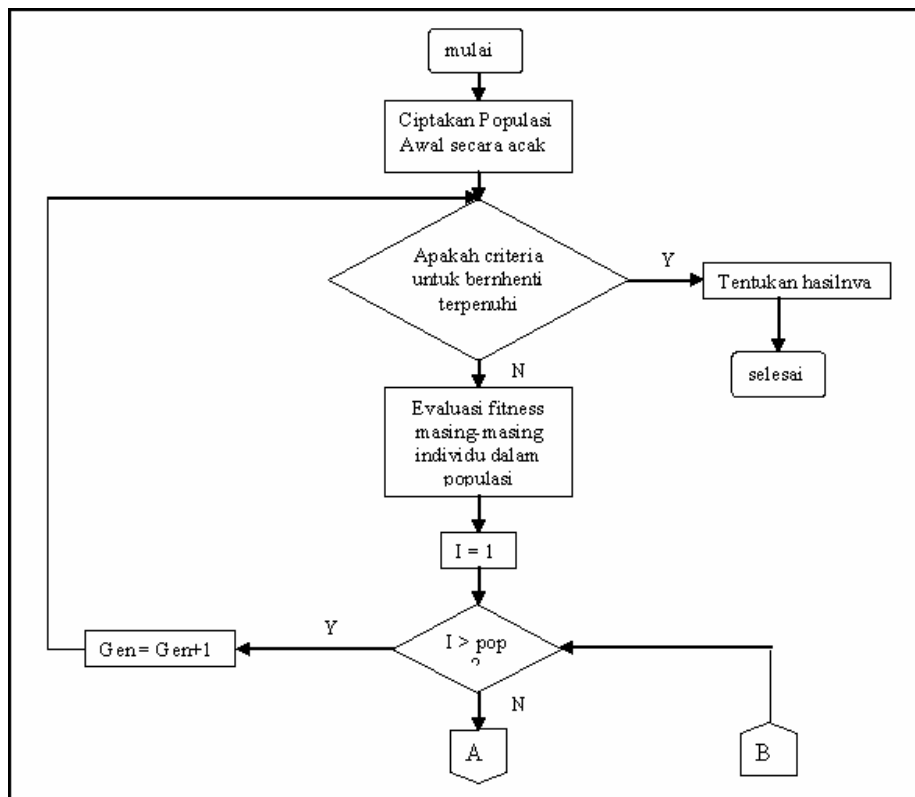 mulai
Ciptakan Populasi
Awal secara acak
Apakah criteria
untuk bernhenti
terpenuhi
Y
Tentukan hasilnva
selesai
N
Evaluasi fitness
masing-masing
individu dalam
populasi
I = 1
I > pop
?
Y
Gen = Gen+1
N
A
B